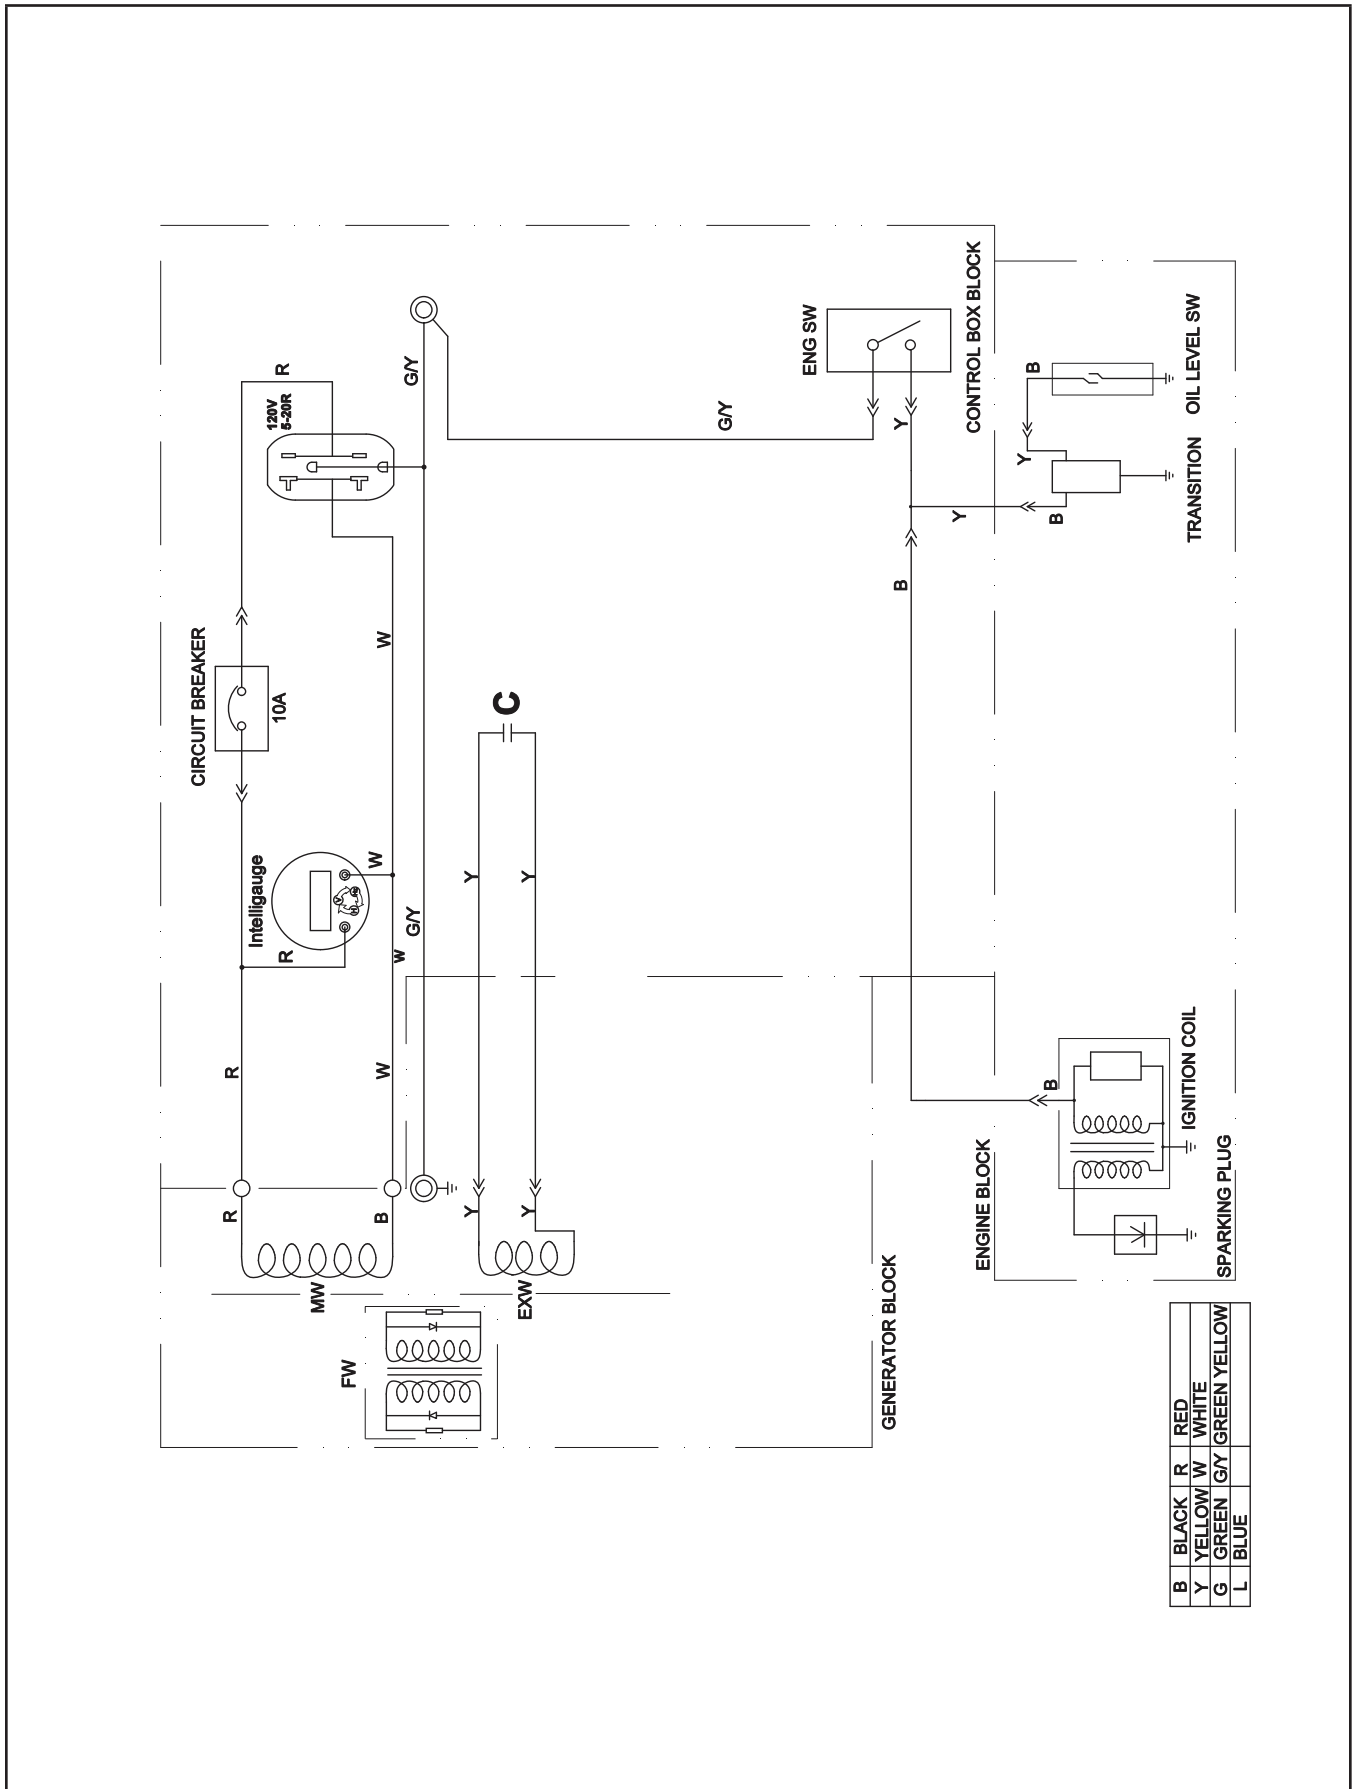 CIRCUIT BREAKER
10A
Intelligauge
R
R
R
R
R
120V
5-20R
W
W
W
W
B
G/Y
G/Y
G/Y
Y
Y
Y
Y
C
MW
EXW
FW
GENERATOR BLOCK
ENG SW
Y
B
Y
CONTROL BOX BLOCK
B
Y
B
OIL LEVEL SW
TRANSITION
B
IGNITION COIL
ENGINE BLOCK
SPARKING PLUG
B BLACK R RED
Y YELLOW W WHITE
G GREEN G/Y GREEN YELLOW
L BLUE